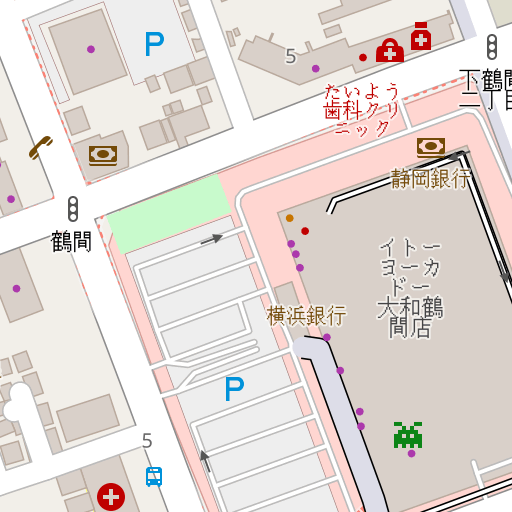 P
5
下鶴間
二丁目
たいよう
歯科クリ
ニック
静岡銀行
鶴間
イトー
ヨーカ
ドー
大和鶴
間店
横浜銀行
P
5